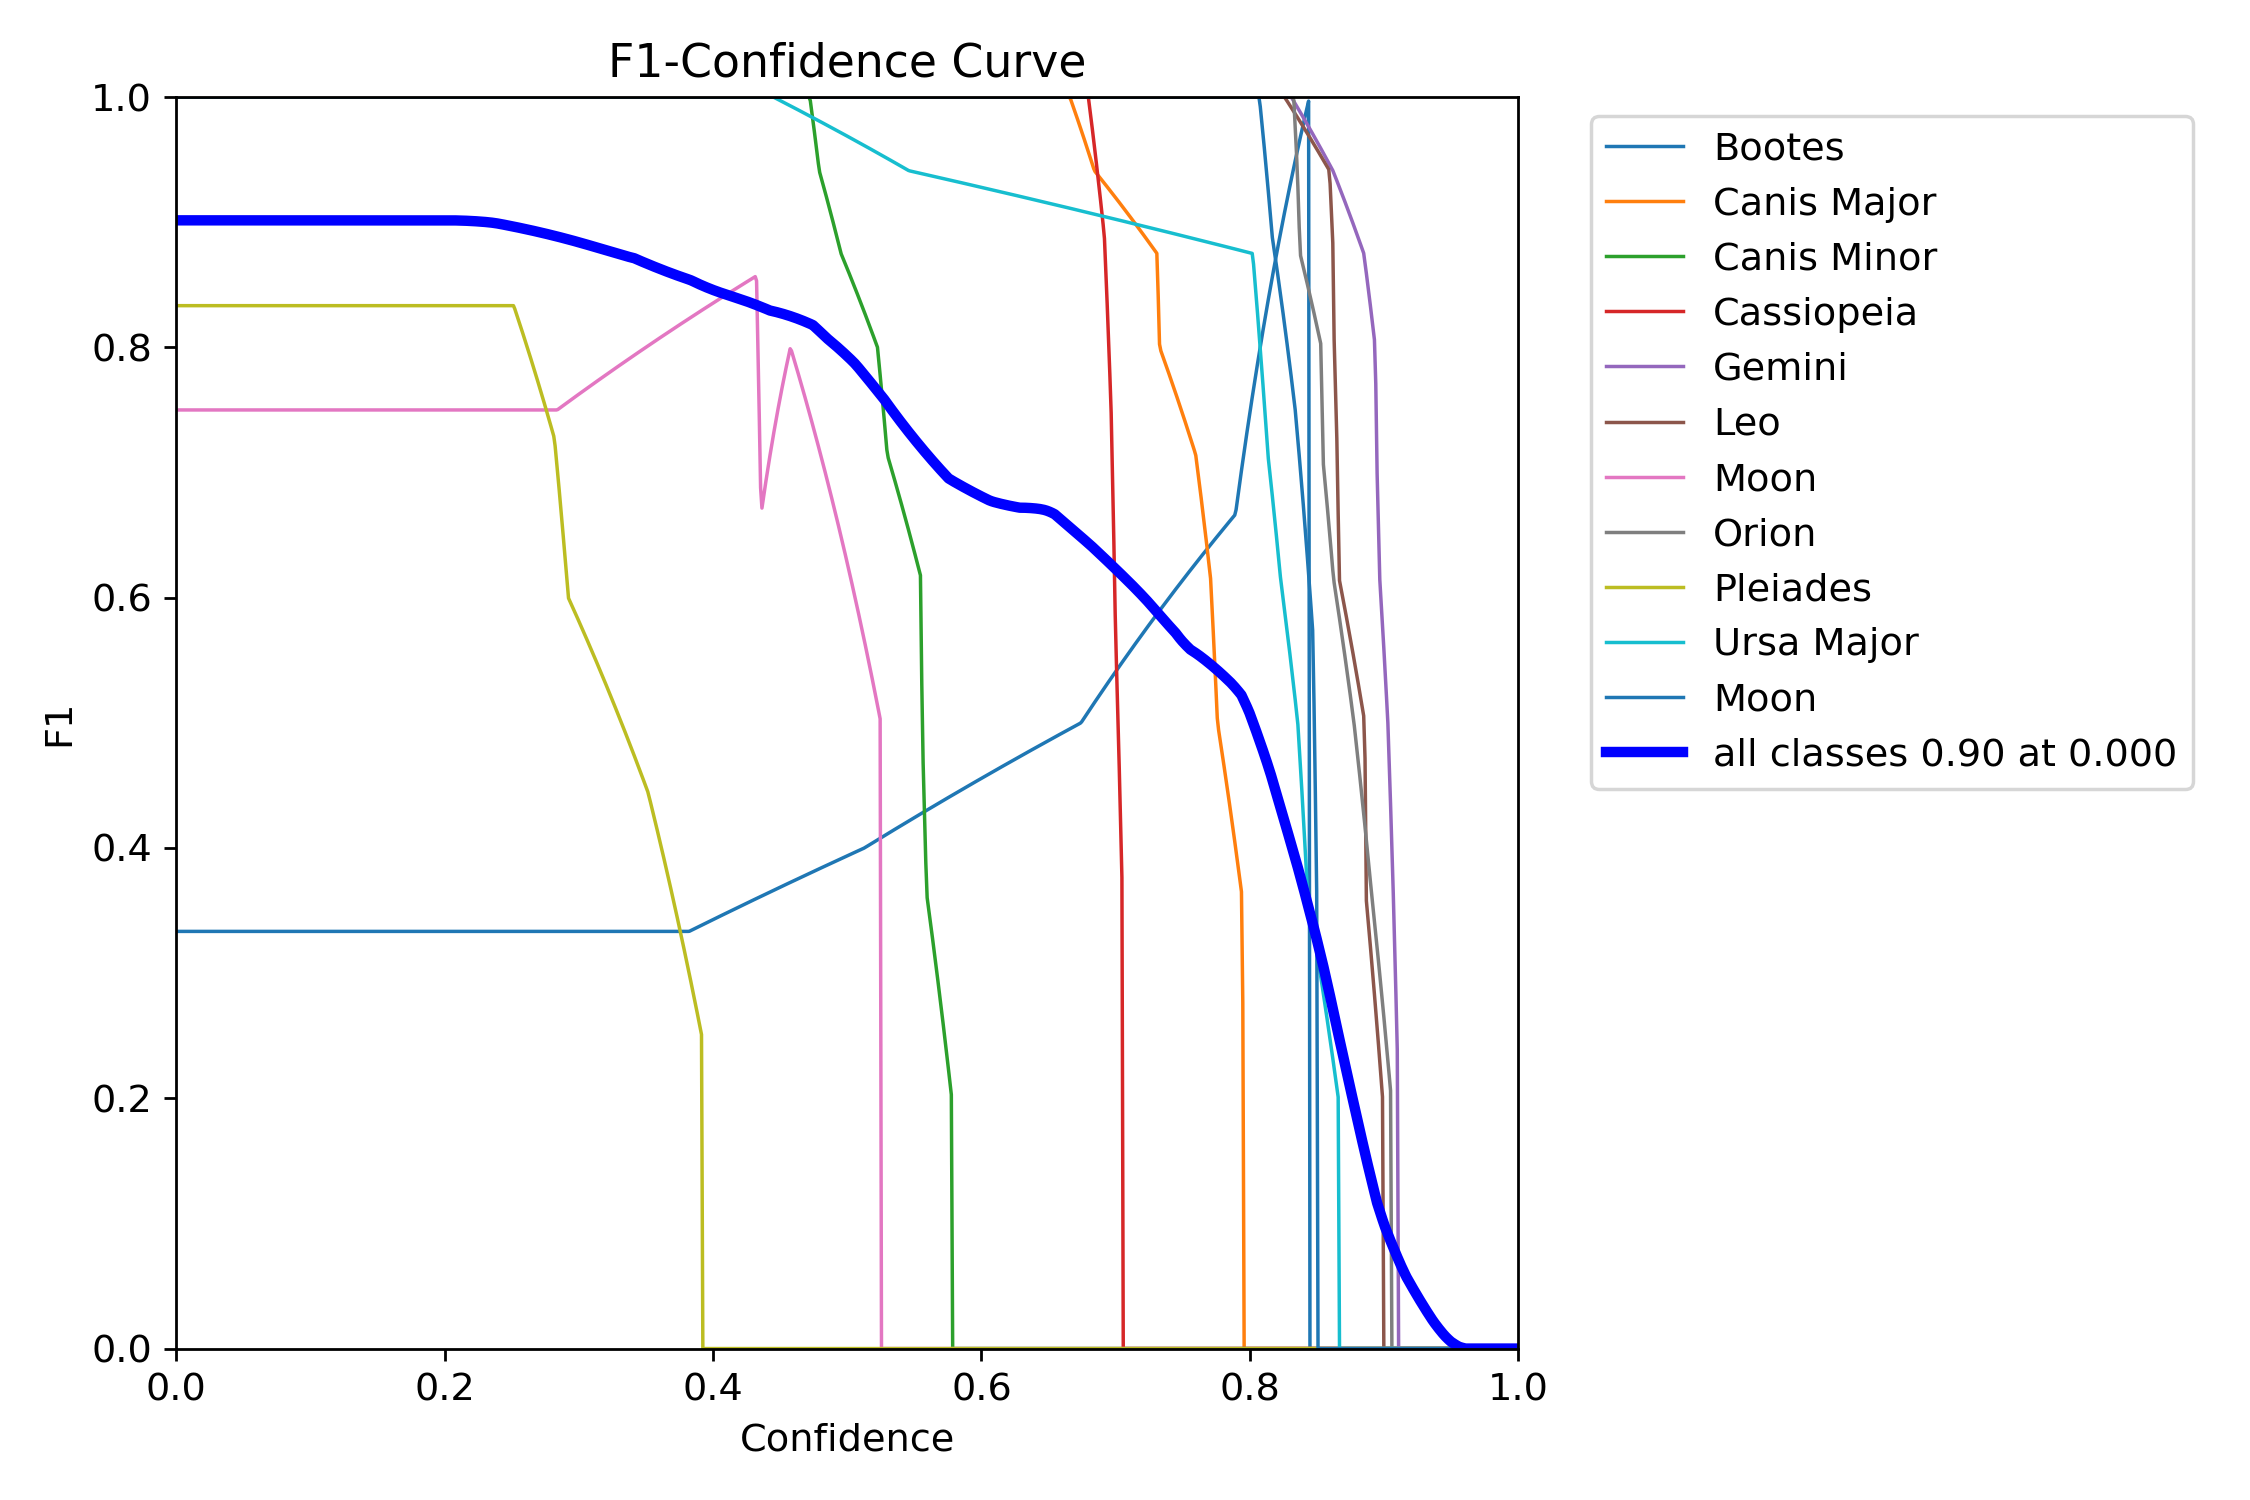 F1-Confidence Curve
1.0
0.8
0.6
0.4
0.2
0.0
F1
0.0 0.2 0.4 0.6 0.8 1.0
Confidence
Bootes
Canis Major
Canis Minor
Cassiopeia
Gemini
Leo
Moon
Orion
Pleiades
Ursa Major
Moon
all classes 0.90 at 0.000